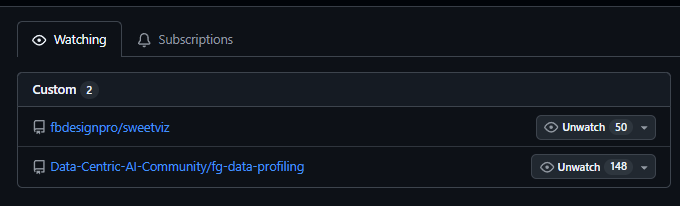 Watching Subscriptions
Custom 2
fbdesignpro/sweetviz Unwatch 50
Data-Centric-AI-Community/fg-data-profiling Unwatch 148